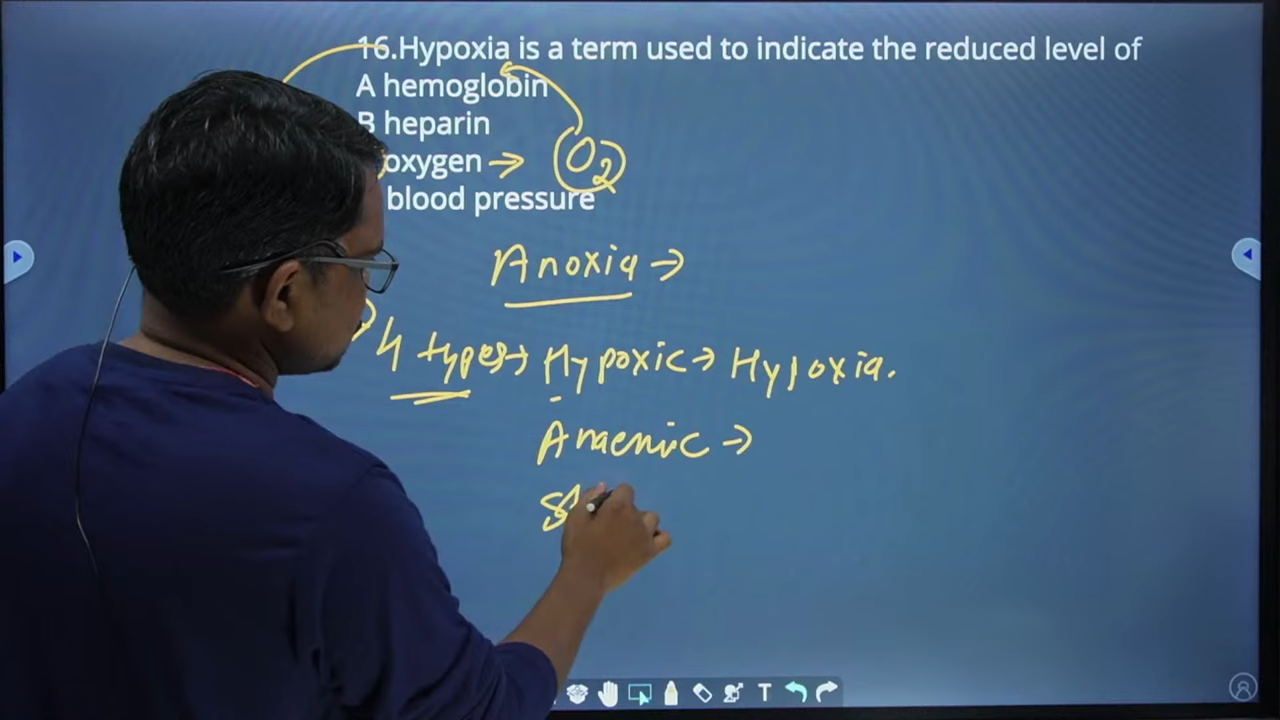 16.Hypoxia is a term used to indicate the reduced level of
A hemoglobin
B heparin
oxygen → O2
blood pressure
Anoxia →
4 types → Hypoxic → Hypoxia.
Anaemic →
T